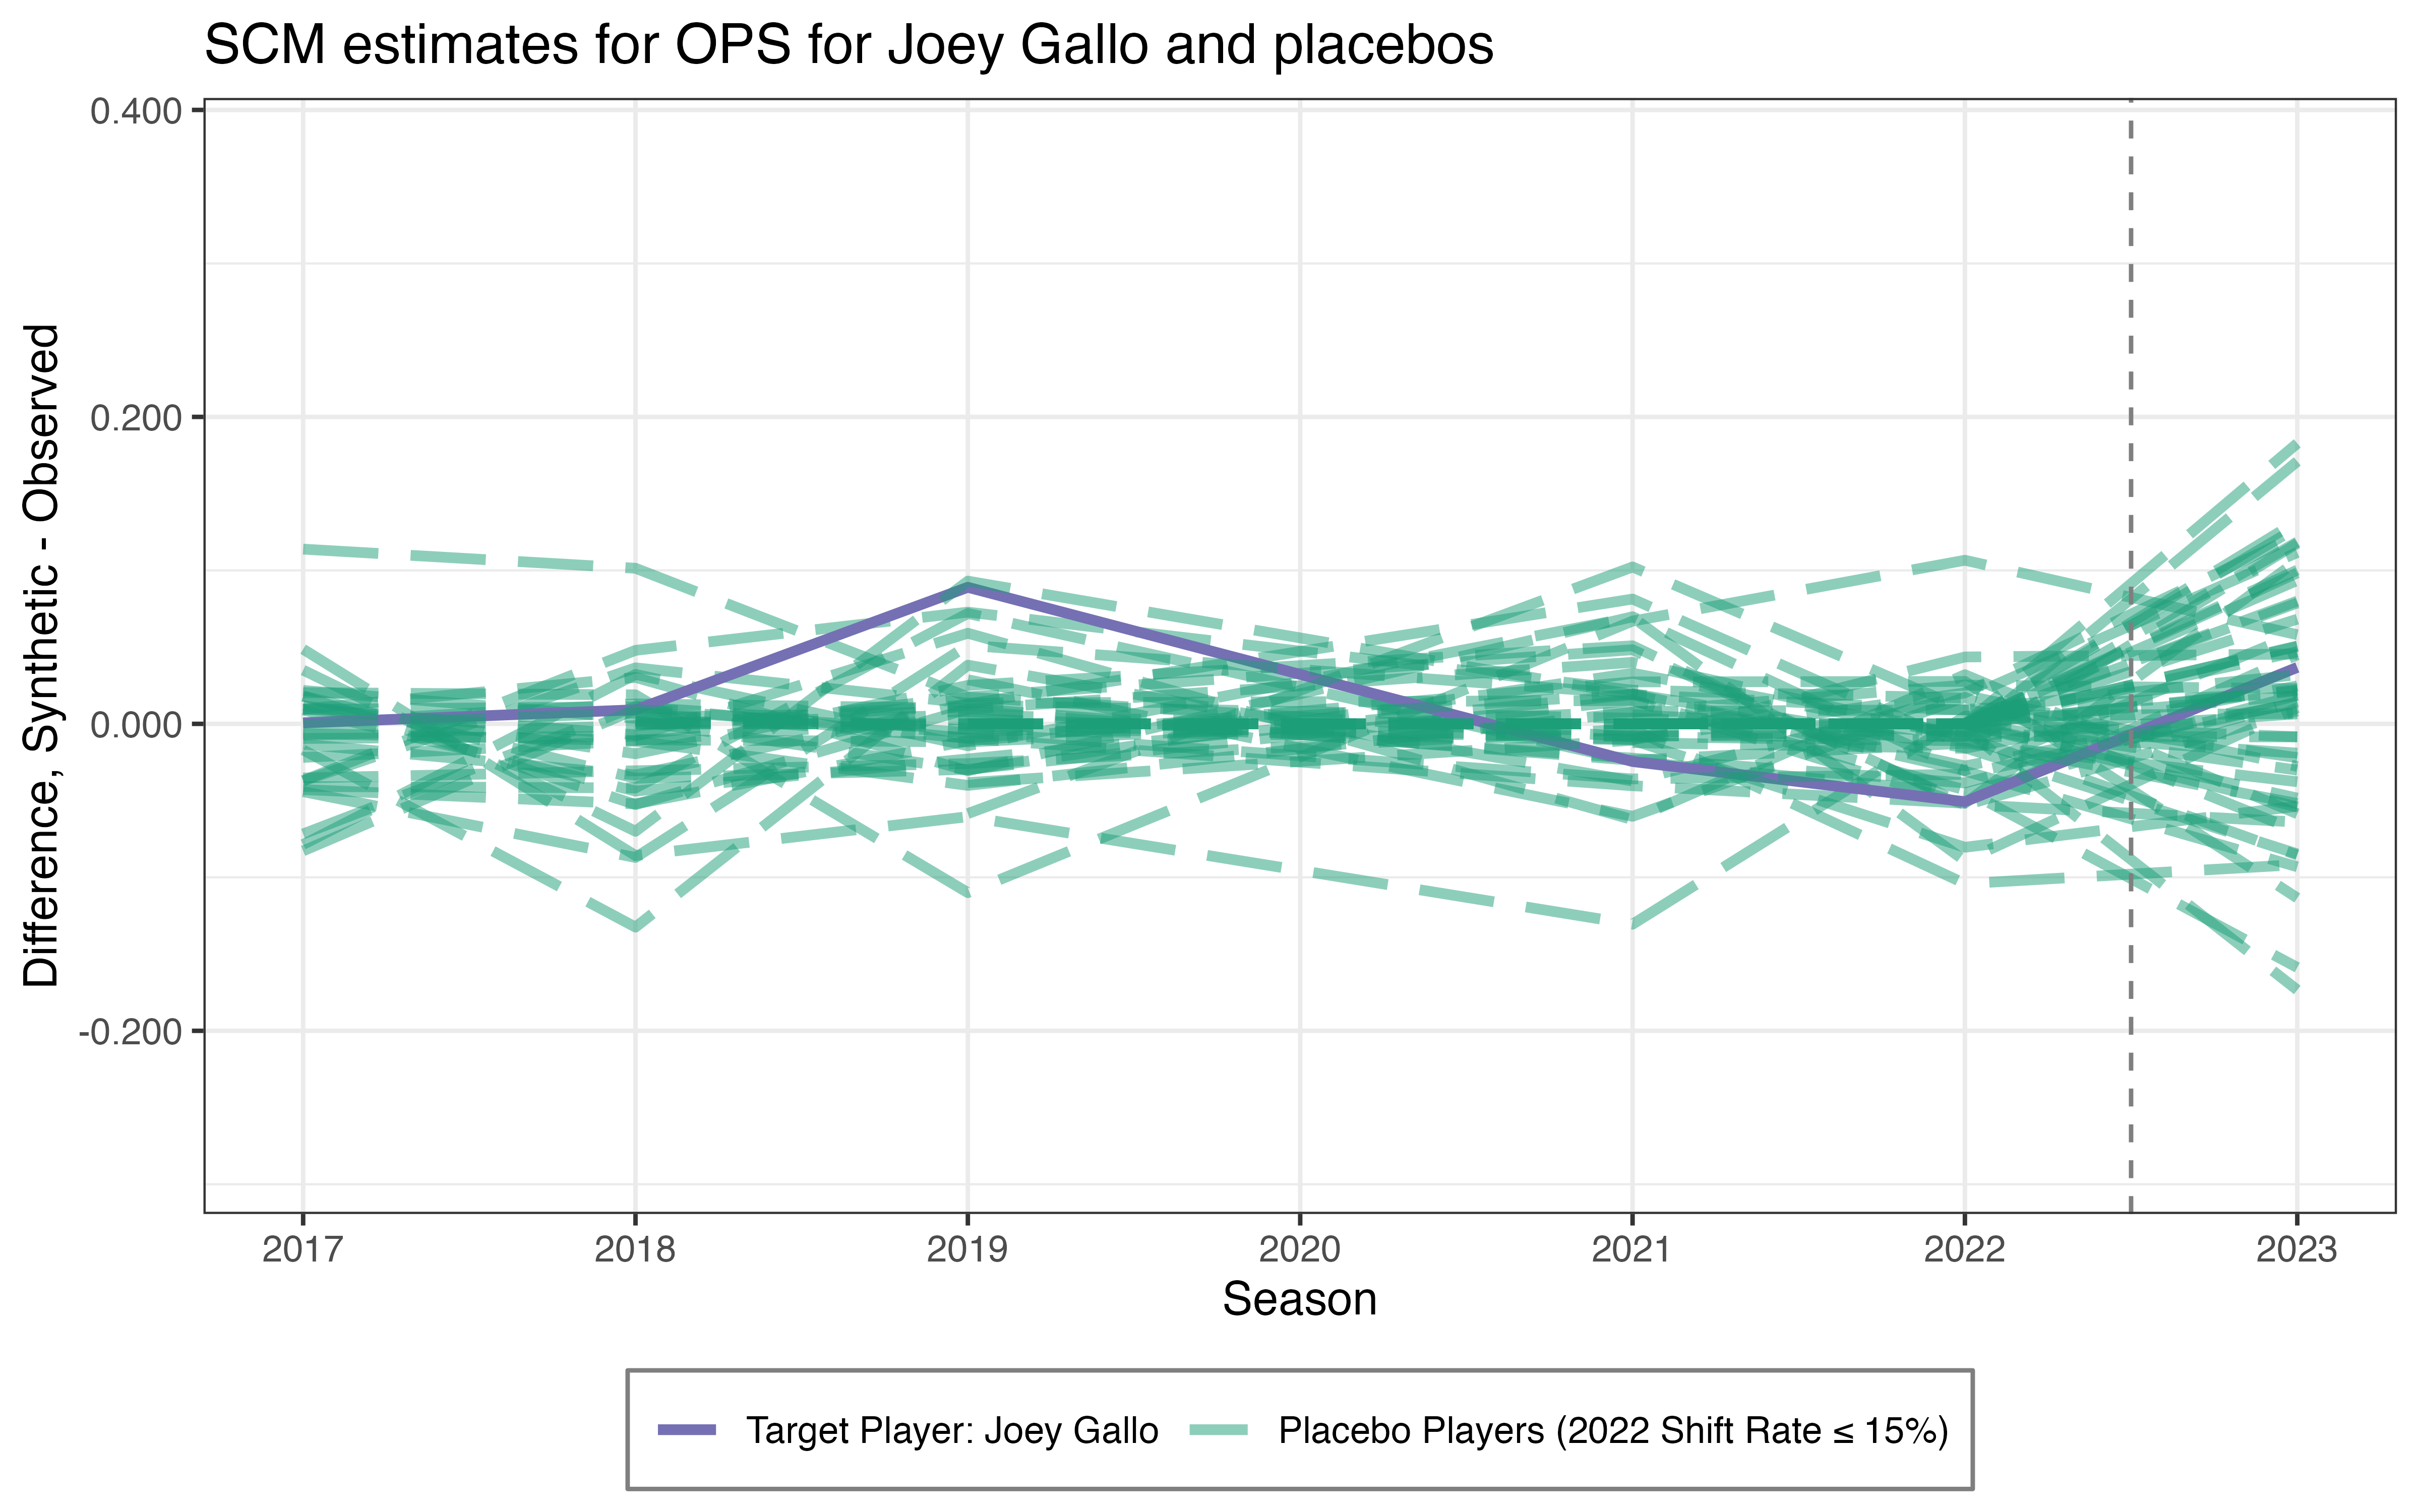 SCM estimates for OPS for Joey Gallo and placebos
Difference, Synthetic - Observed
0.400
0.200
0.000
-0.200
2017 2018 2019 2020 2021 2022 2023
Season
Target Player: Joey Gallo Placebo Players (2022 Shift Rate ≤ 15%)